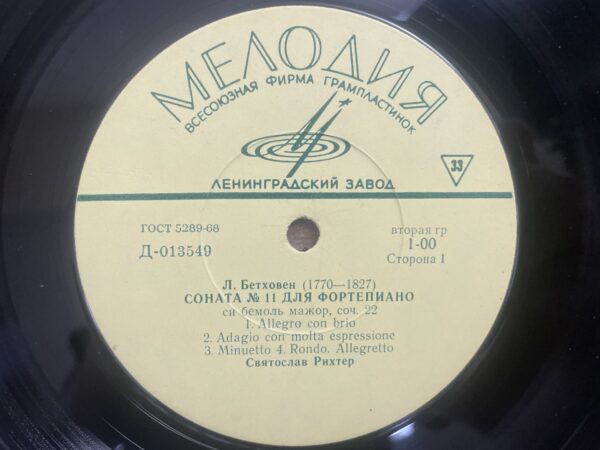 МЕЛОДИЯ
ВСЕСОЮЗНАЯ ФИРМА ГРАМПЛАСТИНОК
33
ЛЕНИНГРАДСКИЙ ЗАВОД
ГОСТ 5289-68
Д-013549
вторая гр
1-00
Сторона 1
Л. Бетховен (1770—1827)
СОНАТА № 11 ДЛЯ ФОРТЕПИАНО
си бемоль мажор, соч. 22
1. Allegro con brio
2. Adagio con molta espressione
3. Minuetto 4. Rondo. Allegretto
Святослав Рихтер